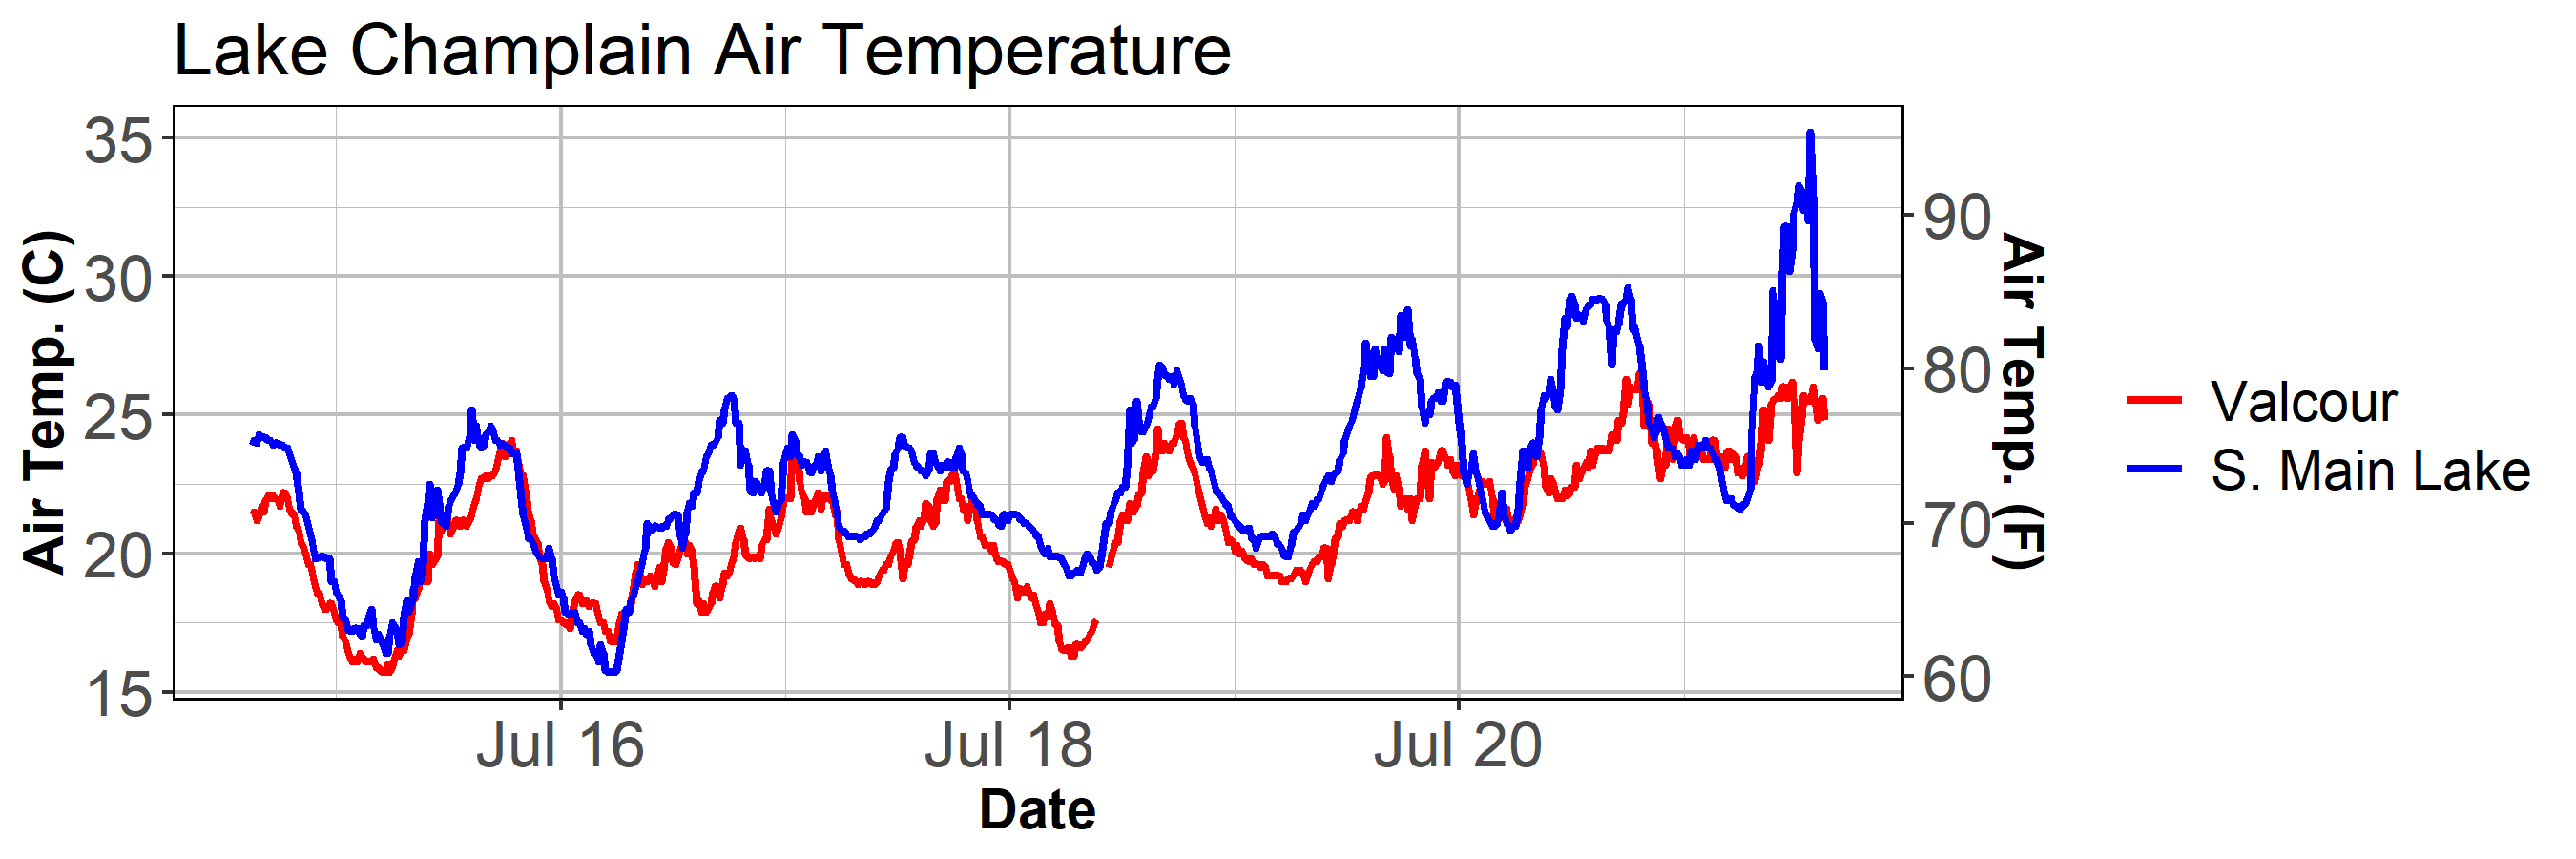 Lake Champlain Air Temperature
Air Temp. (C)
35
30
25
20
15
90
80
70
60
Air Temp. (F)
Valcour
S. Main Lake
Jul 16
Jul 18
Jul 20
Date